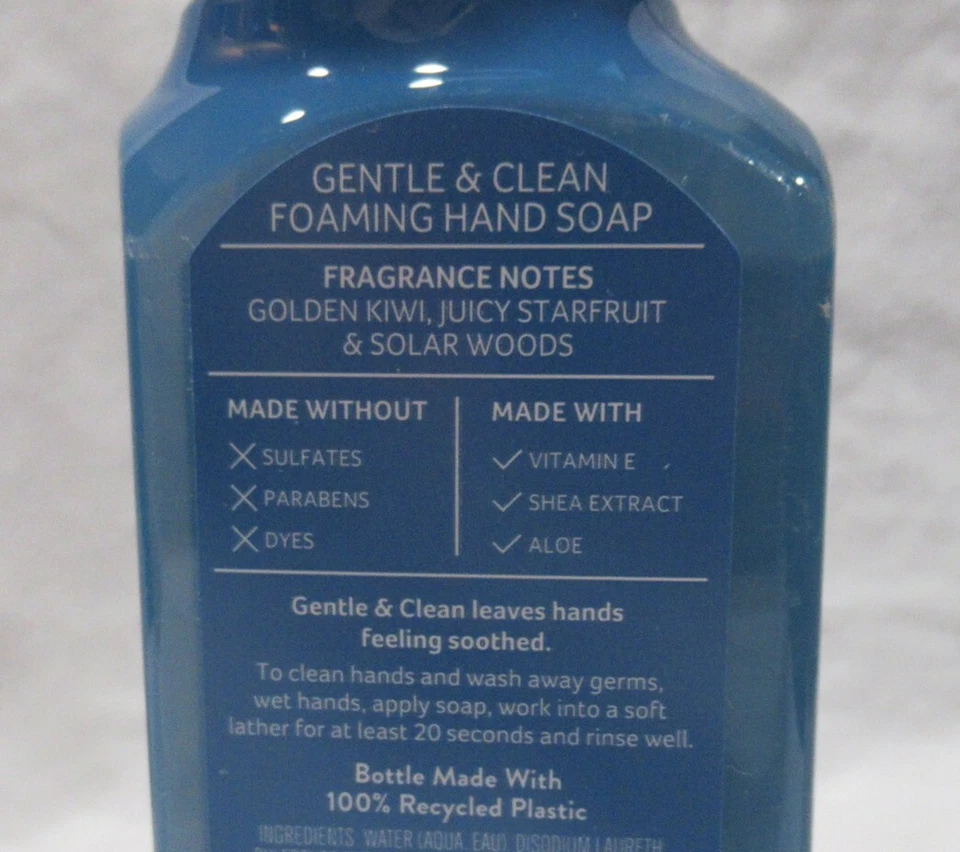 GENTLE & CLEAN
FOAMING HAND SOAP
FRAGRANCE NOTES
GOLDEN KIWI, JUICY STARFRUIT
& SOLAR WOODS
MADE WITHOUT
SULFATES
PARABENS
DYES
MADE WITH
VITAMIN E
SHEA EXTRACT
ALOE
Gentle & Clean leaves hands
feeling soothed.
To clean hands and wash away germs,
wet hands, apply soap, work into a soft
lather for at least 20 seconds and rinse well.
Bottle Made With
100% Recycled Plastic
INGREDIENTS: WATER (AQUA, EAU), DISODIUM LAURETH